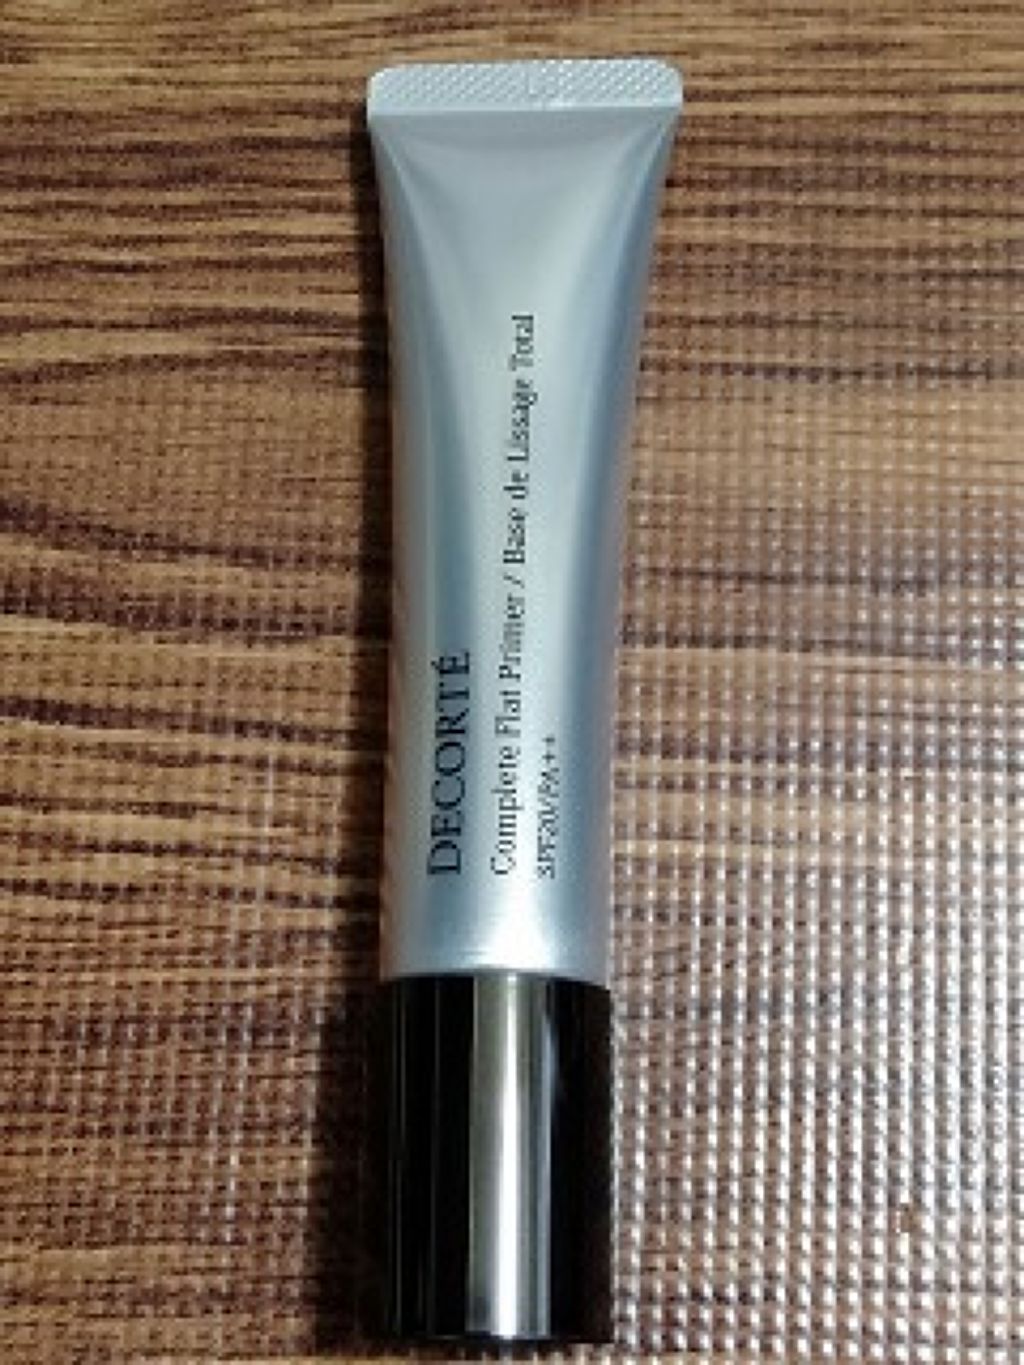 DECORTÉ
Complete Flat Primer / Base de Lissage Total
SPF20/PA++